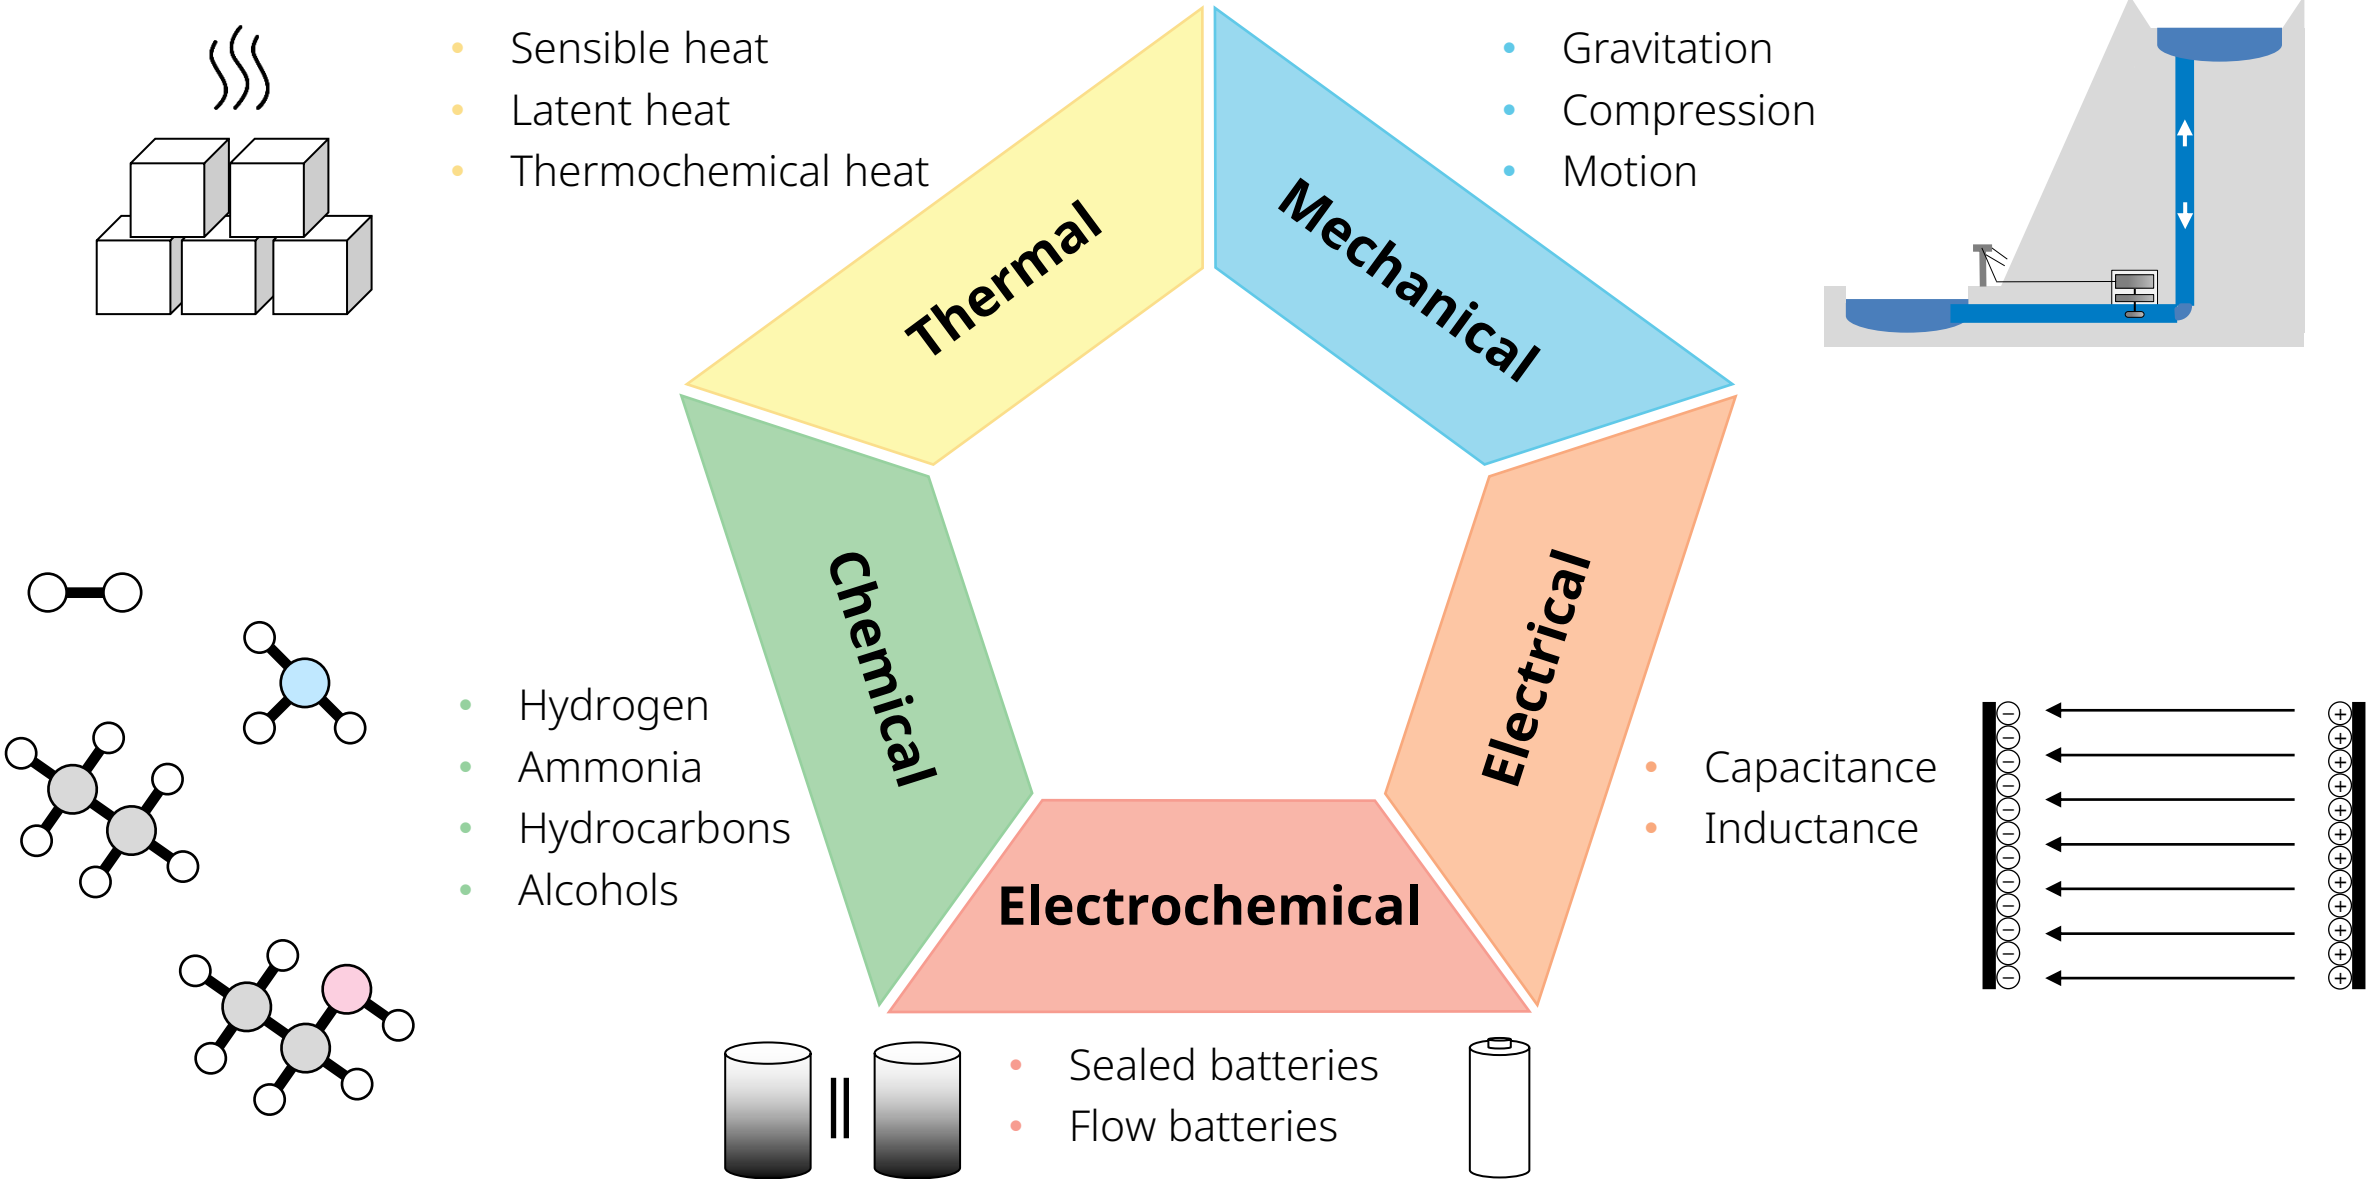 • Sensible heat
• Latent heat
• Thermochemical heat
Thermal
• Gravitation
• Compression
• Motion
Mechanical
Chemical
• Hydrogen
• Ammonia
• Hydrocarbons
• Alcohols
Electrical
• Capacitance
• Inductance
Electrochemical
• Sealed batteries
• Flow batteries